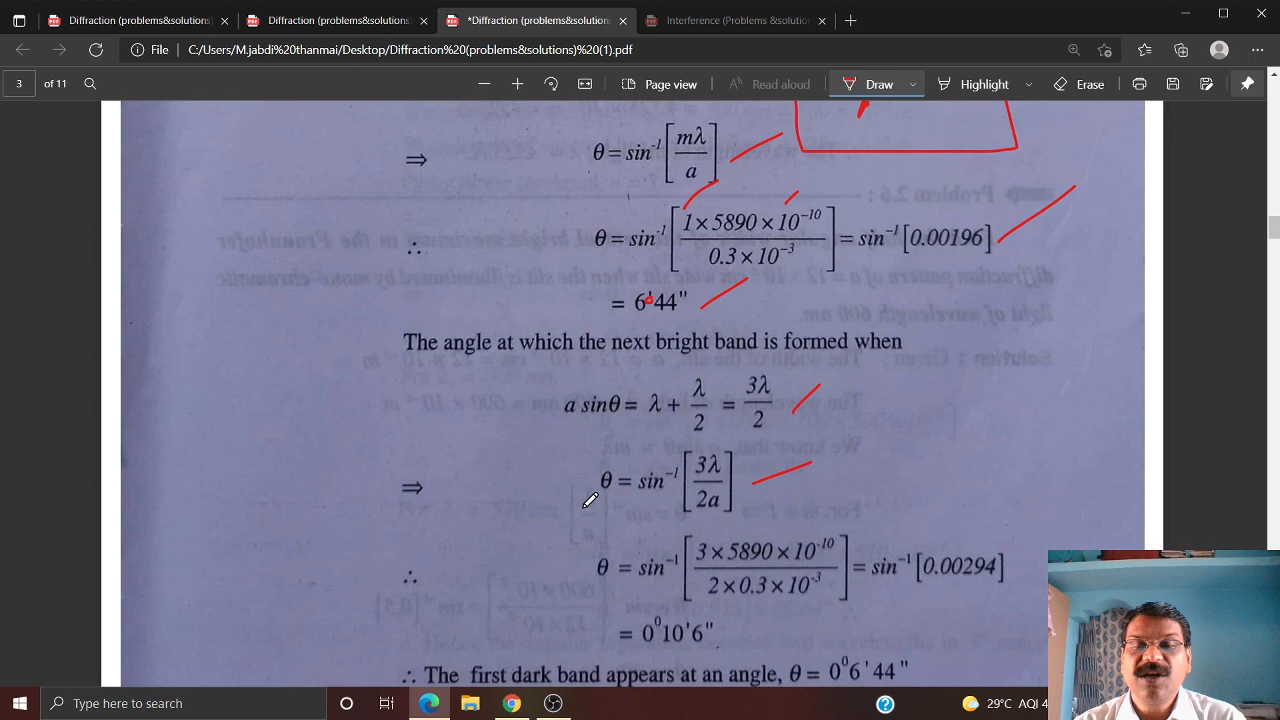 Diffraction (problems&solutions)
Diffraction (problems&solutions)
*Diffraction (problems&solutions
Interference (Problems &solutio
File C:/Users/M.jabdi%20thanmai/Desktop/Diffraction%20(problems&solutions)%20(1).pdf
3 of 11 Page view Read aloud Draw Highlight Erase
⇒ θ = sin⁻¹ [mλ/a]
∴ θ = sin⁻¹ [1 × 5890 × 10⁻¹⁰ / 0.3 × 10⁻³] = sin⁻¹ [0.00196]
= 6'44"
The angle at which the next bright band is formed when
a sinθ = λ + λ/2 = 3λ/2
⇒ θ = sin⁻¹ [3λ/2a]
∴ θ = sin⁻¹ [3 × 5890 × 10⁻¹⁰ / 2 × 0.3 × 10⁻³] = sin⁻¹ [0.00294]
= 0⁰10'6"
∴ The first dark band appears at an angle, θ = 0⁰6'44"
Type here to search
29°C AQI 4